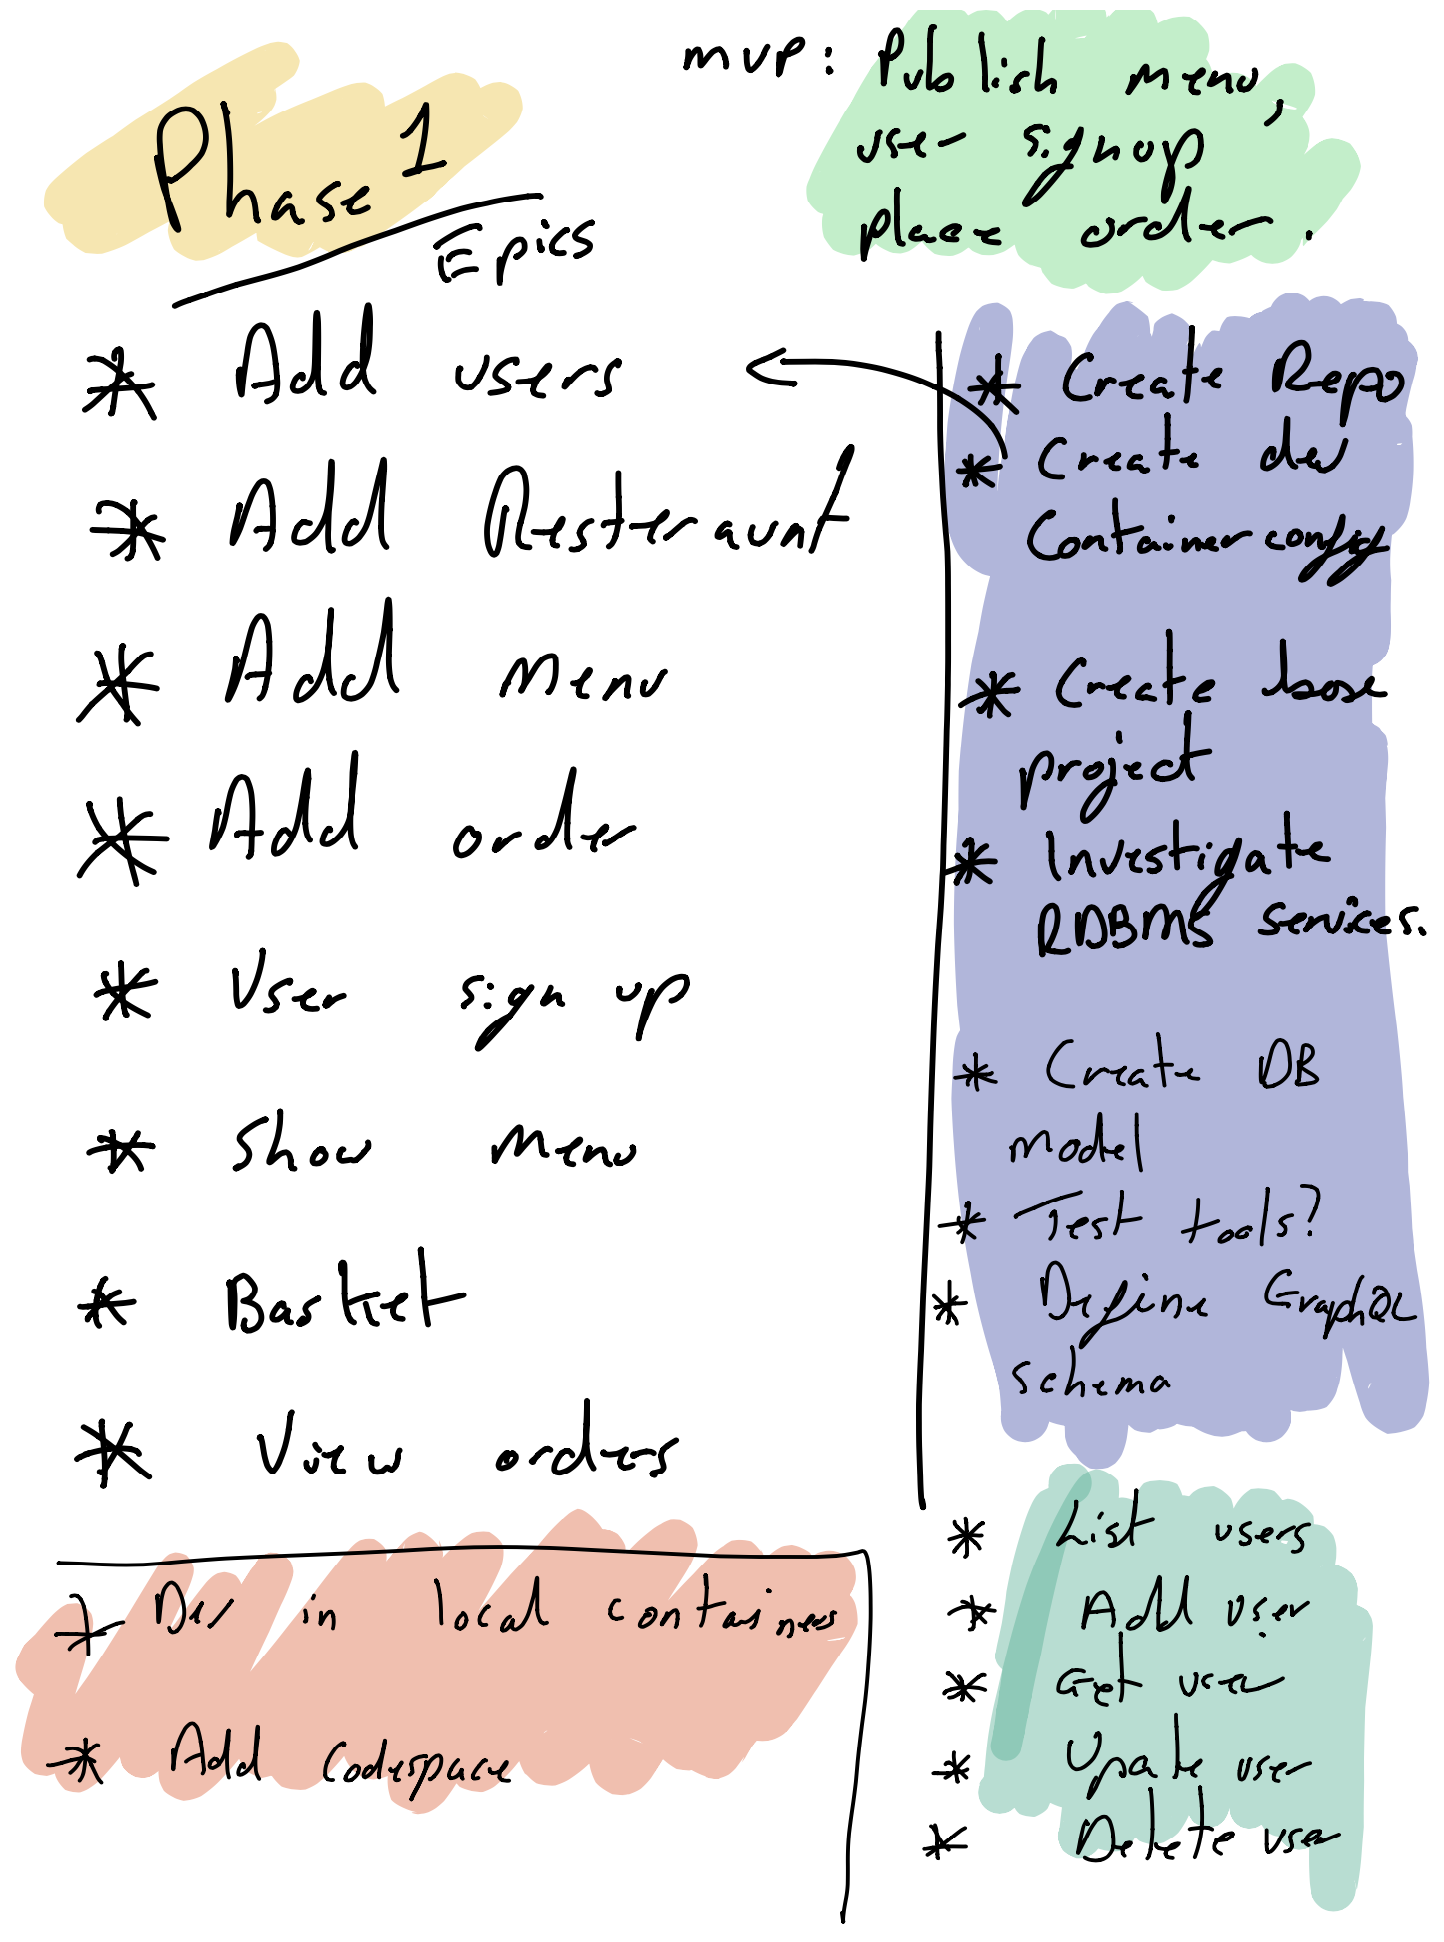 Phase 1
Epics
mvp: Publish menu,
user signup
place order.
* Add users
* Add Resteraunt
* Add Menu
* Add order
* User sign up
* Show Menu
* Basket
* View orders
* Create Repo
* Create dev
Container config
* Create base
project
* Investigate
RDBMS services.
* Create DB
model
* Test tools?
* Define GraphQL
schema
* Dev in local containers
* Add Codespace
* List users
* Add user
* Get user
* Upate user
* Delete user